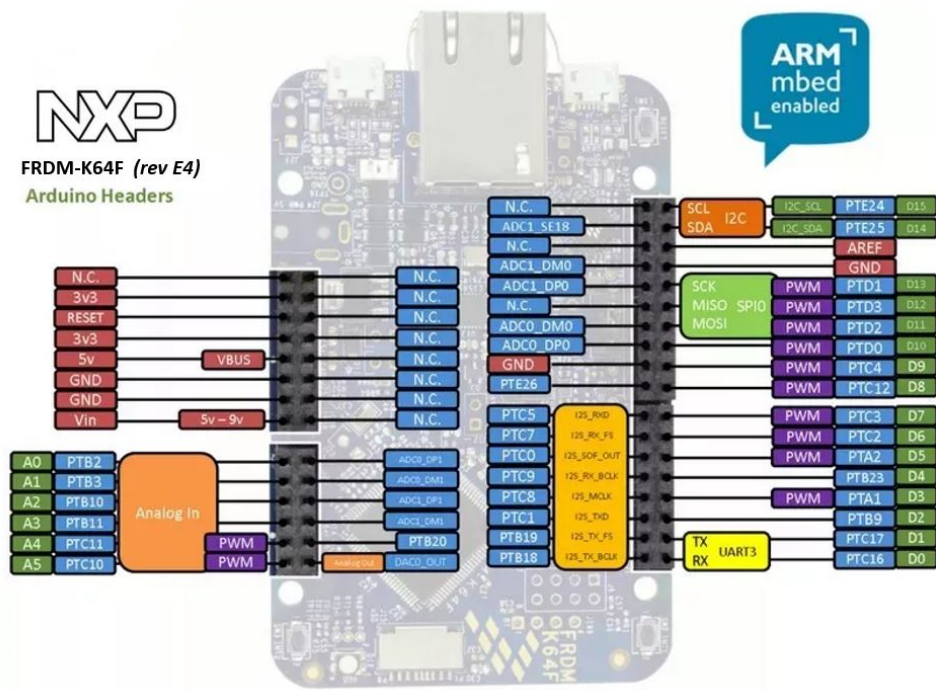 NXP
FRDM-K64F (rev E4)
Arduino Headers
ARM
mbed
enabled
N.C. SCL I2C I2C_SCL PTE24 D15
ADC1_SE18 SDA I2C_SDA PTE25 D14
N.C. AREF
ADC1_DM0 GND
ADC1_DP0 SCK SPI0 PWM PTD1 D13
N.C. MISO PWM PTD3 D12
ADC0_DM0 MOSI PWM PTD2 D11
ADC0_DP0 PWM PTD0 D10
GND PWM PTC4 D9
PTE26 PWM PTC12 D8
N.C. N.C.
3v3 N.C.
RESET N.C.
3v3 N.C.
5v VBUS N.C.
GND N.C.
GND N.C.
Vin 5v – 9v N.C.
PTC5 I2S_RXD PWM PTC3 D7
PTC7 I2S_RX_FS PWM PTC2 D6
PTC0 I2S_SOF_OUT PWM PTA2 D5
PTC9 I2S_RX_BCLK PTB23 D4
PTC8 I2S_MCLK PWM PTA1 D3
PTC1 I2S_TXD PTB9 D2
PTB19 I2S_TX_FS TX UART3 PTC17 D1
PTB18 I2S_TX_BCLK RX PTC16 D0
A0 PTB2 Analog In ADC0_DP1
A1 PTB3 ADC0_DM1
A2 PTB10 ADC1_DP1
A3 PTB11 ADC1_DM1
A4 PTC11 PWM PTB20
A5 PTC10 PWM Analog Out DAC0_OUT
FRDM
K64F